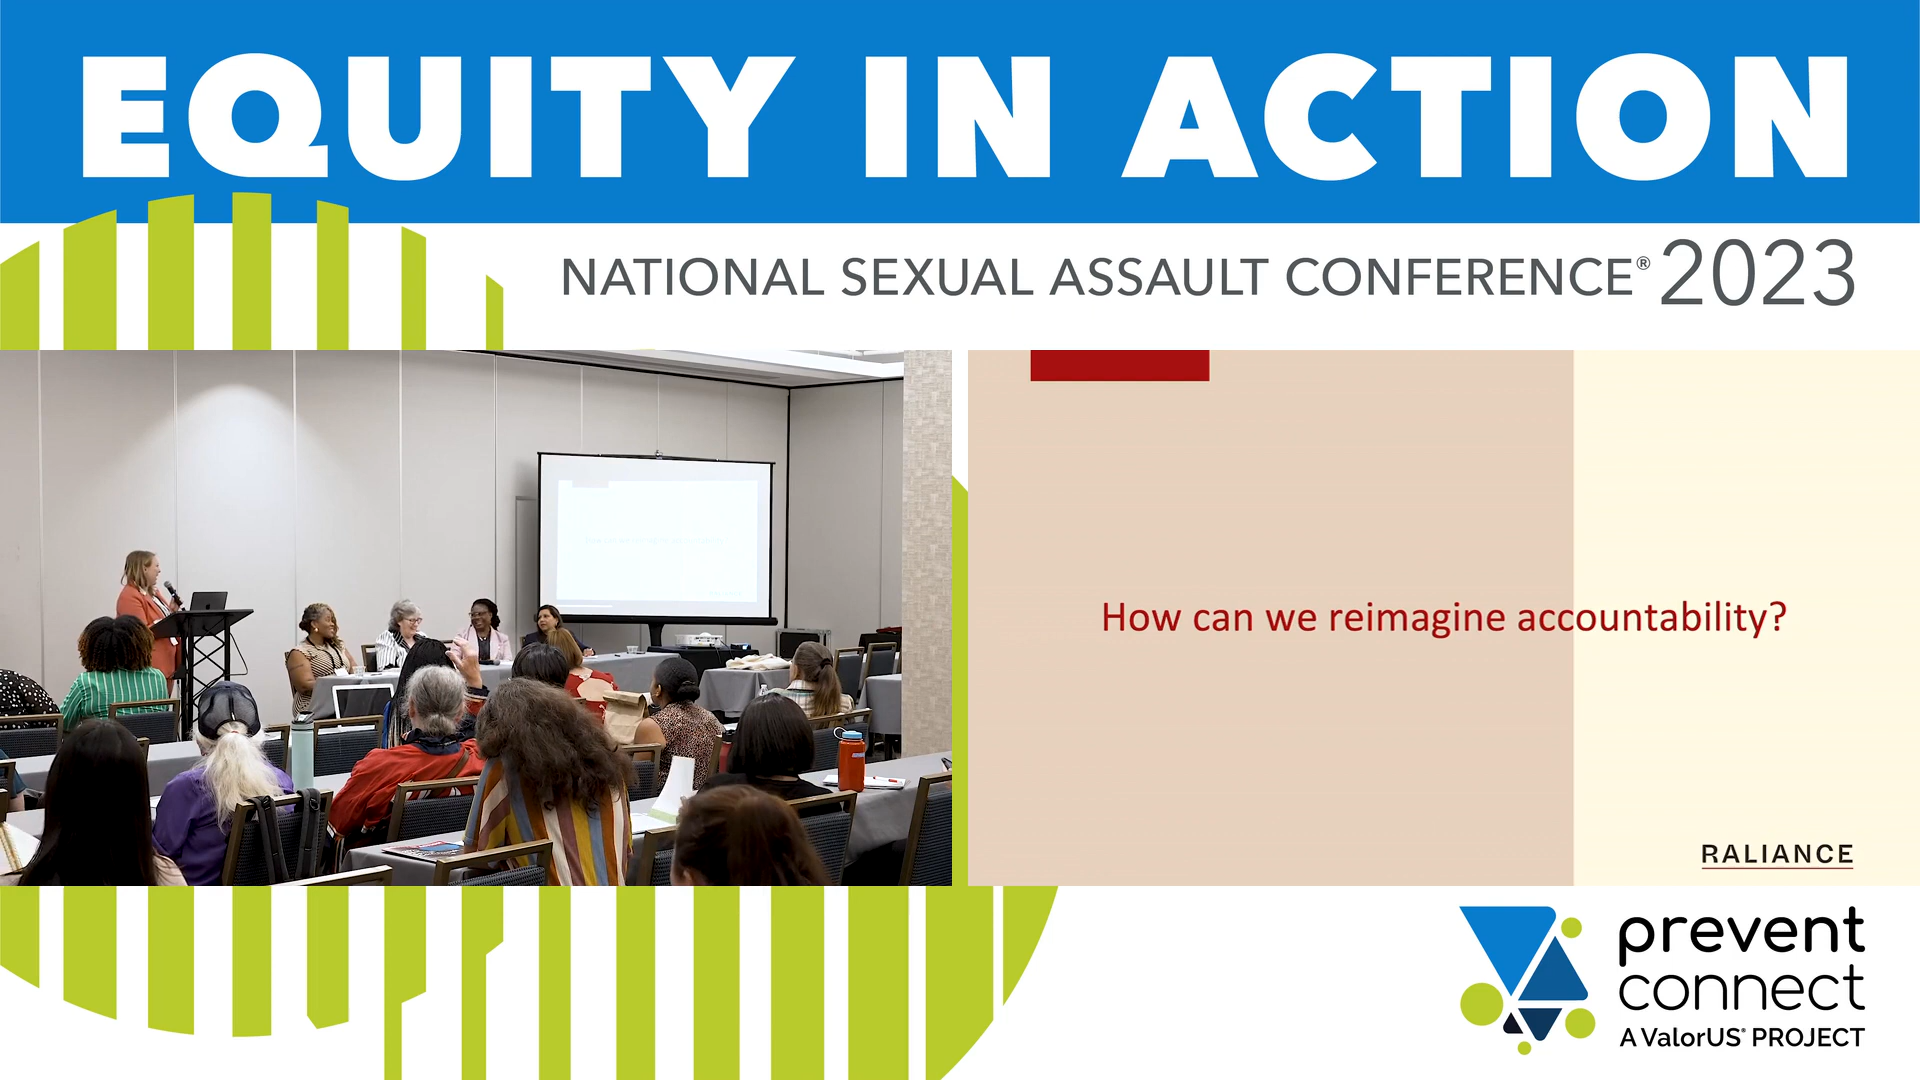 EQUITY IN ACTION
NATIONAL SEXUAL ASSAULT CONFERENCE® 2023
How can we reimagine accountability?
RALIANCE
prevent
connect
A ValorUS® PROJECT